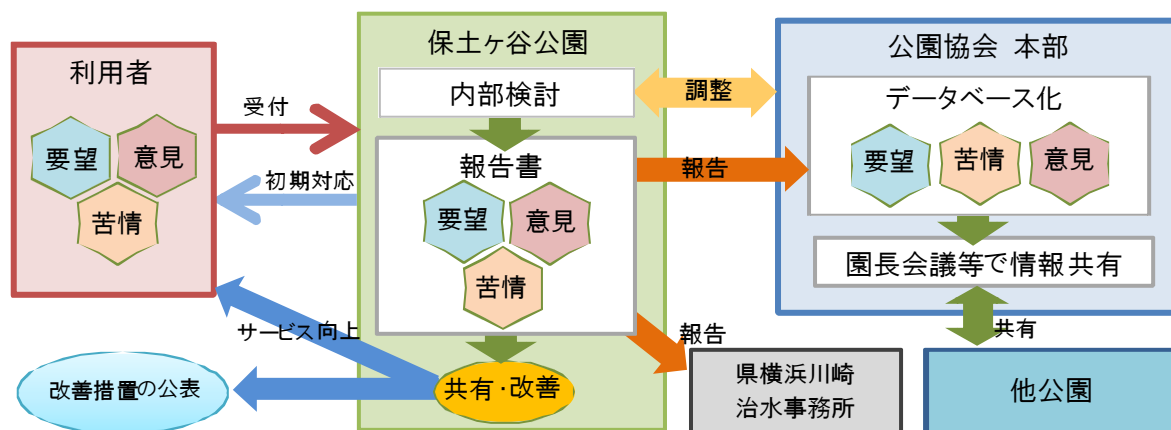 利用者
要望
意見
苦情
受付
初期対応
サービス向上
改善措置の公表
保土ヶ谷公園
内部検討
報告書
要望
意見
苦情
共有・改善
調整
報告
報告
県横浜川崎
治水事務所
公園協会 本部
データベース化
要望
苦情
意見
園長会議等で情報共有
共有
他公園